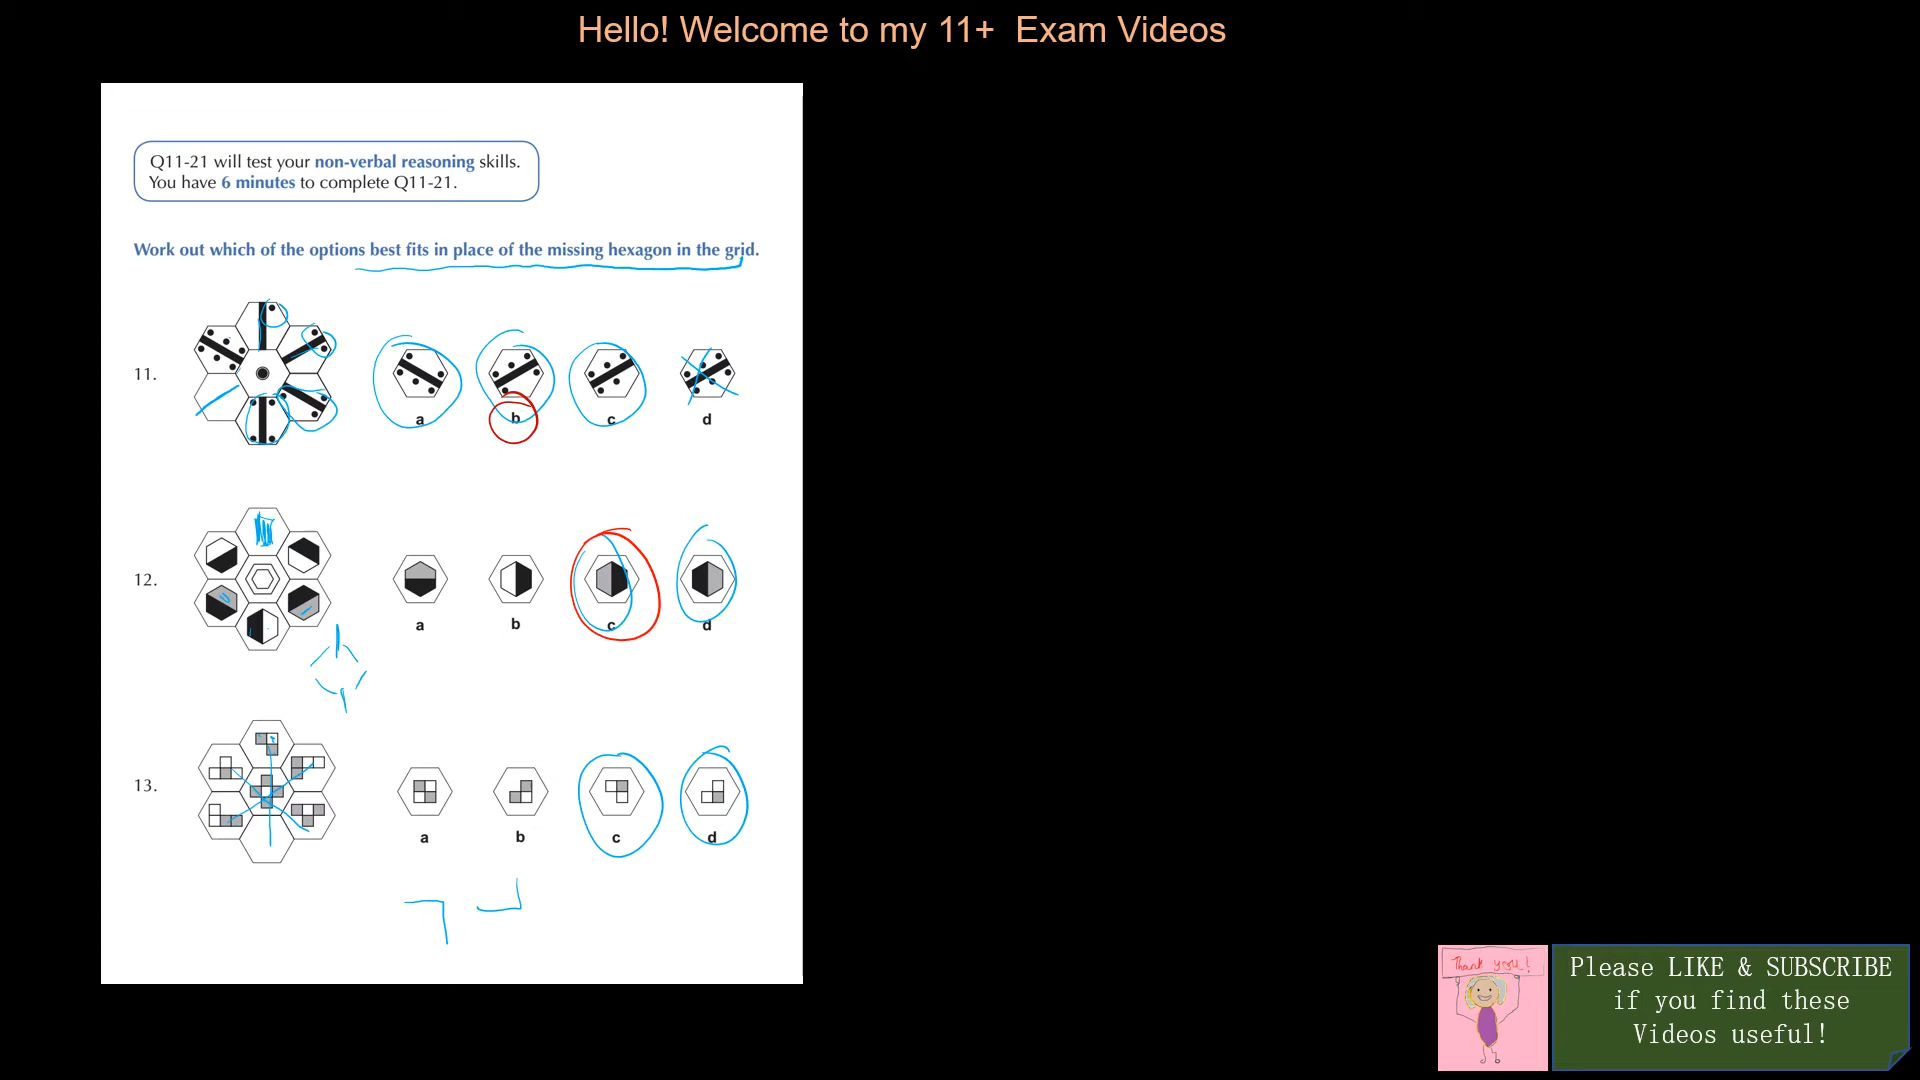 Hello! Welcome to my 11+ Exam Videos
Q11-21 will test your non-verbal reasoning skills.
You have 6 minutes to complete Q11-21.
Work out which of the options best fits in place of the missing hexagon in the grid.
11.
a b c d
12.
a b c d
13.
a b c d
Thank you!
Please LIKE & SUBSCRIBE
if you find these
Videos useful!